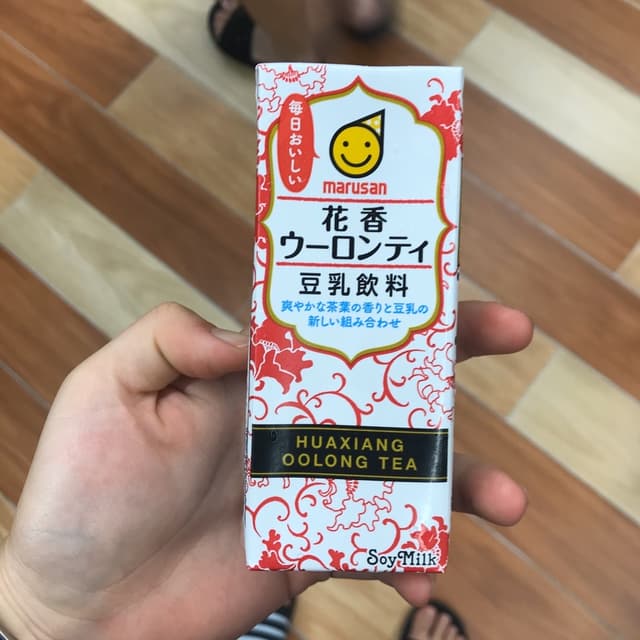 毎日おいしい
marusan
花香
ウーロンティ
豆乳飲料
爽やかな茶葉の香りと豆乳の
新しい組み合わせ
HUAXIANG
OOLONG TEA
Soy Milk